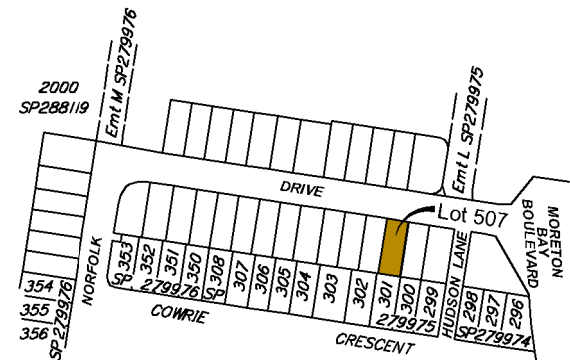 2000
SP288119
Emt M SP279976
Emt L SP279975
DRIVE
Lot 507
MORETON
BAY
BOULEVARD
NORFOLK
HUDSON LANE
354
355
356
SP279976
353
352
351
350
308
307
306
305
304
303
302
301
300
299
298
297
296
SP
279976
SP
279975
SP279974
COWRIE
CRESCENT